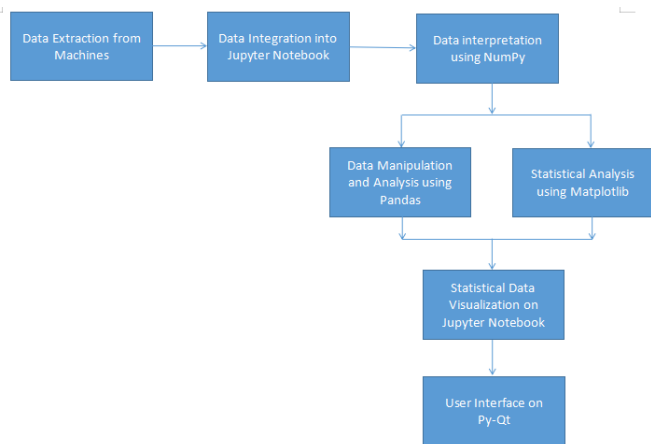 Data Extraction from
Machines
Data Integration into
Jupyter Notebook
Data interpretation
using NumPy
Data Manipulation
and Analysis using
Pandas
Statistical Analysis
using Matplotlib
Statistical Data
Visualization on
Jupyter Notebook
User Interface on
Py-Qt